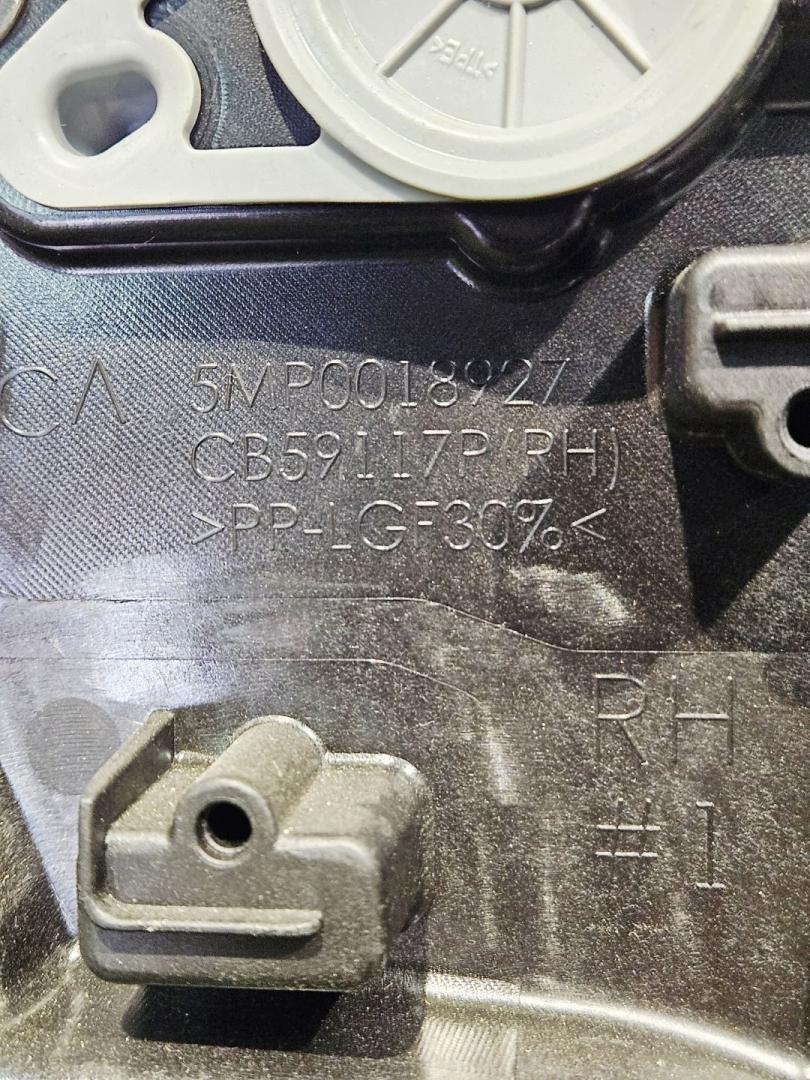 >TPE<
CA 5MP0018927
CB59117P(RH)
>PP-LGF30%<
RH
#1